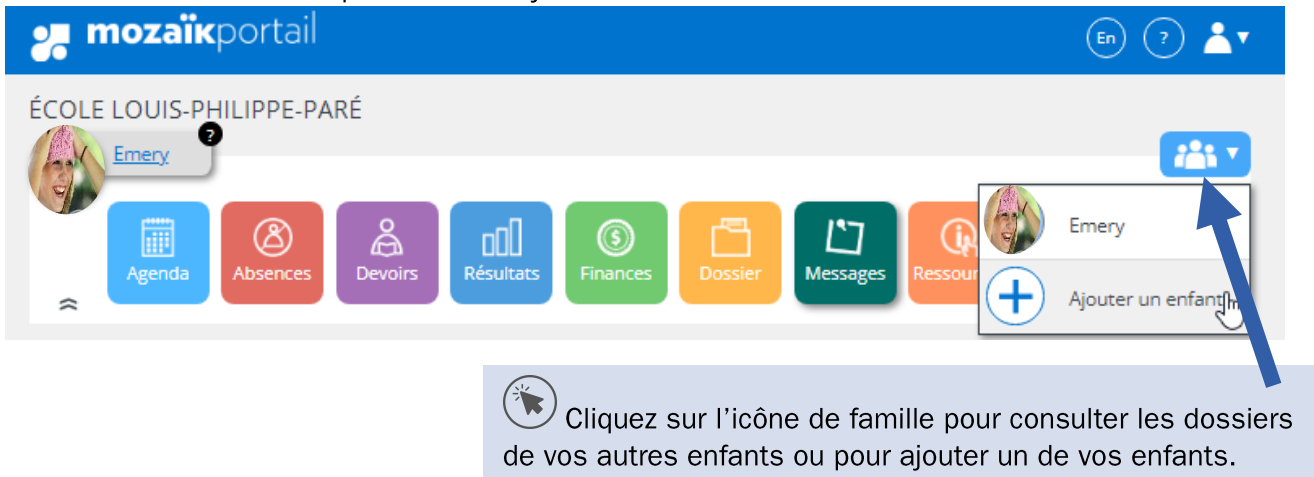 mozaïkportail
En ?
ÉCOLE LOUIS-PHILIPPE-PARÉ
Emery ?
Agenda Absences Devoirs Résultats Finances Dossier Messages Ressour
Emery
Ajouter un enfant
Cliquez sur l’icône de famille pour consulter les dossiers
de vos autres enfants ou pour ajouter un de vos enfants.